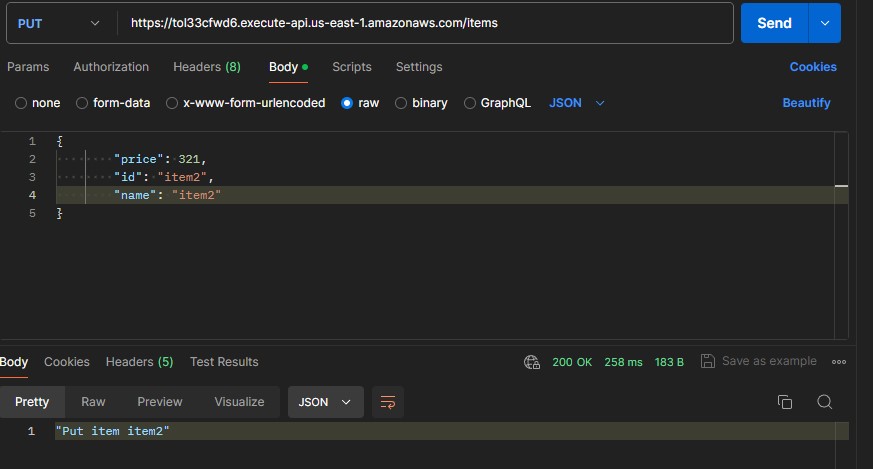 PUT https://tol33cfwd6.execute-api.us-east-1.amazonaws.com/items Send
Params Authorization Headers (8) Body Scripts Settings Cookies
none form-data x-www-form-urlencoded raw binary GraphQL JSON Beautify
1 {
2 "price": 321,
3 "id": "item2",
4 "name": "item2"
5 }
Body Cookies Headers (5) Test Results 200 OK 258 ms 183 B Save as example
Pretty Raw Preview Visualize JSON
1 "Put item item2"